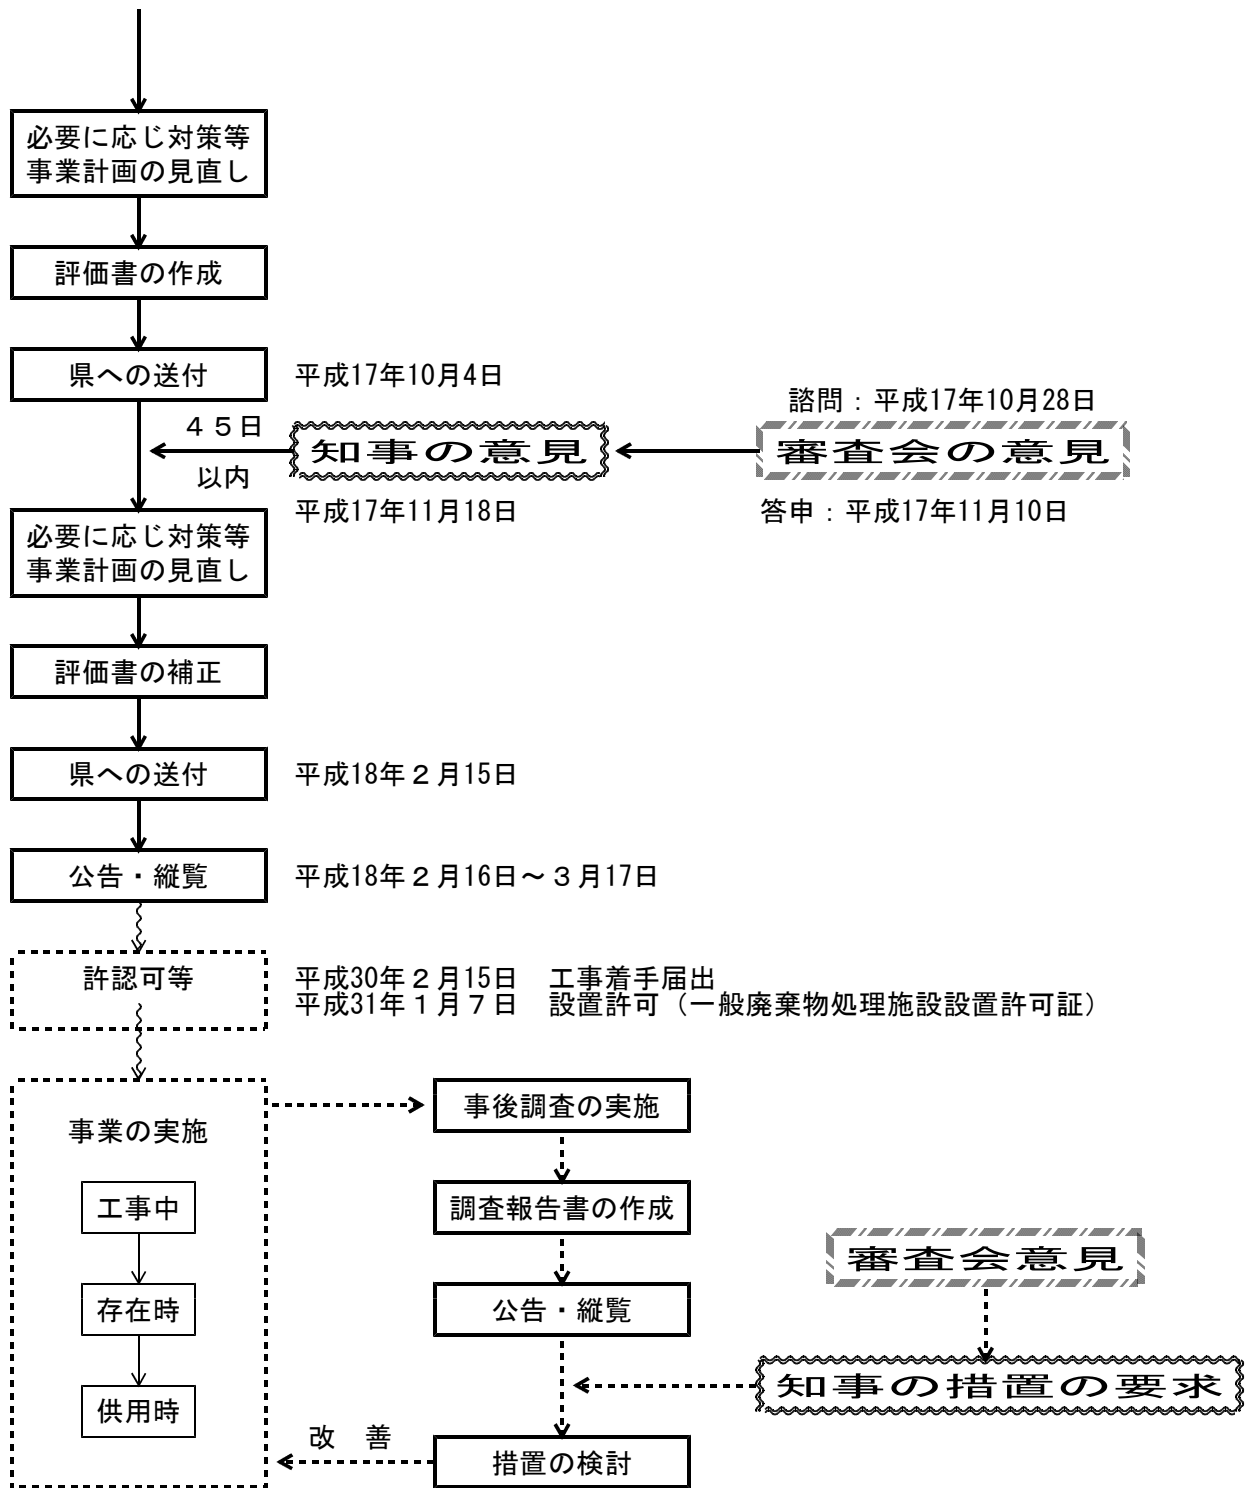 必要に応じ対策等
事業計画の見直し
評価書の作成
県への送付
平成17年10月4日
諮問：平成17年10月28日
４５日
以内
知事の意見
審査会の意見
平成17年11月18日
答申：平成17年11月10日
必要に応じ対策等
事業計画の見直し
評価書の補正
県への送付
平成18年２月15日
公告・縦覧
平成18年２月16日～３月17日
許認可等
平成30年２月15日　工事着手届出
平成31年１月７日　設置許可（一般廃棄物処理施設設置許可証）
事業の実施
工事中
存在時
供用時
事後調査の実施
調査報告書の作成
公告・縦覧
審査会意見
知事の措置の要求
措置の検討
改　善